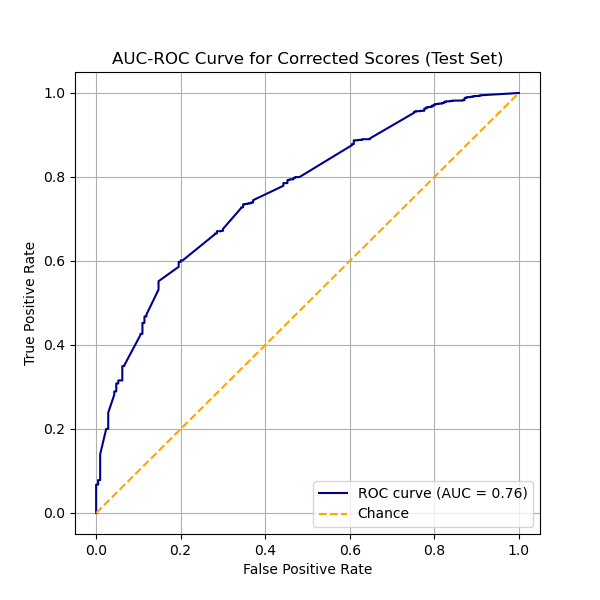 AUC-ROC Curve for Corrected Scores (Test Set)
True Positive Rate
1.0
0.8
0.6
0.4
0.2
0.0
ROC curve (AUC = 0.76)
Chance
0.0 0.2 0.4 0.6 0.8 1.0
False Positive Rate